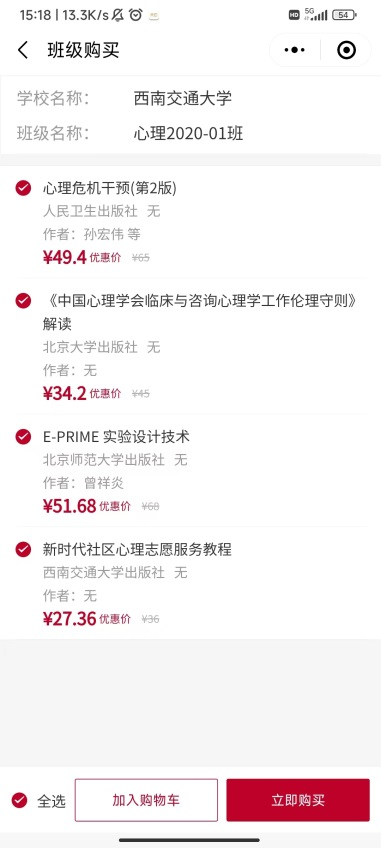 15:18 | 13.3K/s
HD 5G 54
班级购买
学校名称： 西南交通大学
班级名称： 心理2020-01班
心理危机干预(第2版)
人民卫生出版社 无
作者：孙宏伟 等
¥49.4 优惠价 ¥65
《中国心理学会临床与咨询心理学工作伦理守则》
解读
北京大学出版社 无
作者：无
¥34.2 优惠价 ¥45
E-PRIME 实验设计技术
北京师范大学出版社 无
作者：曾祥炎
¥51.68 优惠价 ¥68
新时代社区心理志愿服务教程
西南交通大学出版社 无
作者：无
¥27.36 优惠价 ¥36
全选 加入购物车 立即购买